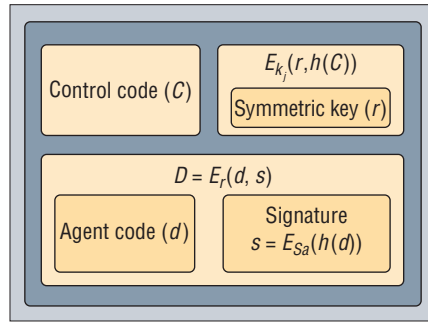 Control code (C)
E_{k_j}(r,h(C))
Symmetric key (r)
D = E_r(d, s)
Agent code (d)
Signature
s = E_{Sa}(h(d))